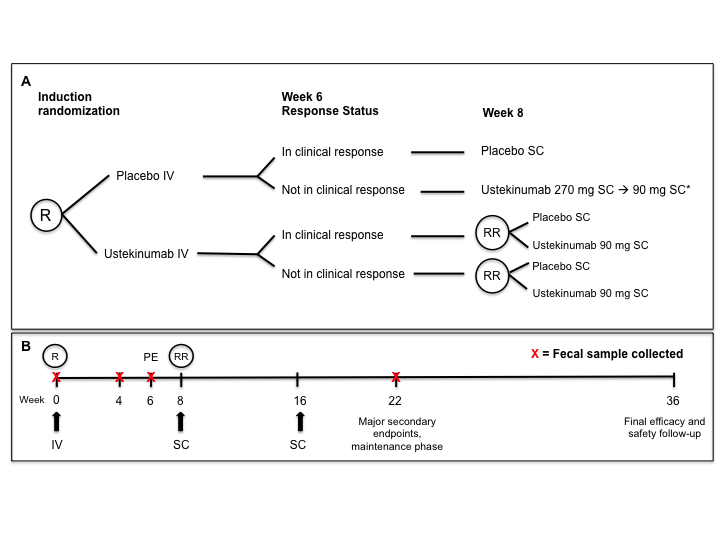 A
Induction
randomization
Week 6
Response Status
Week 8
In clinical response
Placebo SC
Placebo IV
Not in clinical response
Ustekinumab 270 mg SC → 90 mg SC*
R
Placebo SC
In clinical response
RR
Ustekinumab IV
Ustekinumab 90 mg SC
Placebo SC
Not in clinical response
RR
Ustekinumab 90 mg SC
B
R
PE
RR
X = Fecal sample collected
X X X X
Week 0 4 6 8 16 22 36
Major secondary
endpoints,
maintenance phase
Final efficacy and
safety follow-up
IV SC SC